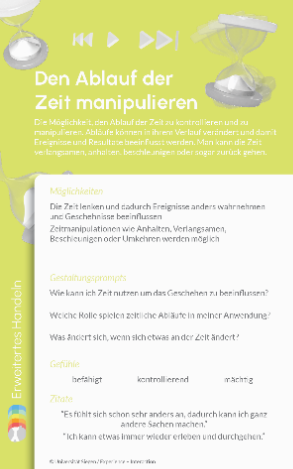 Den Ablauf der
Zeit manipulieren
Die Möglichkeit, den Ablauf der Zeit zu kontrollieren und zu
manipulieren. Abläufe können in ihrem Verlauf verändert und damit
Ereignisse und Resultate beeinflusst werden. Man kann die Zeit
verlangsamen, anhalten, beschleunigen oder sogar zurück gehen.
Möglichkeiten
Die Zeit lenken und dadurch Ereignisse anders wahrnehmen
und Geschehnisse beeinflussen
Zeitmanipulationen wie Anhalten, Verlangsamen,
Beschleunigen oder Umkehren werden möglich
Gestaltungsprompts
Wie kann ich Zeit nutzen um das Geschehen zu beeinflussen?
Welche Rolle spielen zeitliche Abläufe in meiner Anwendung?
Was ändert sich, wenn sich etwas an der Zeit ändert?
Gefühle
befähigt kontrollierend mächtig
Zitate
"Es fühlt sich schon sehr anders an, dadurch kann ich ganz
andere Sachen machen."
"Ich kann etwas immer wieder erleben und durchgehen."
Erweitertes Handeln
© Universität Siegen / Experience + Interaction